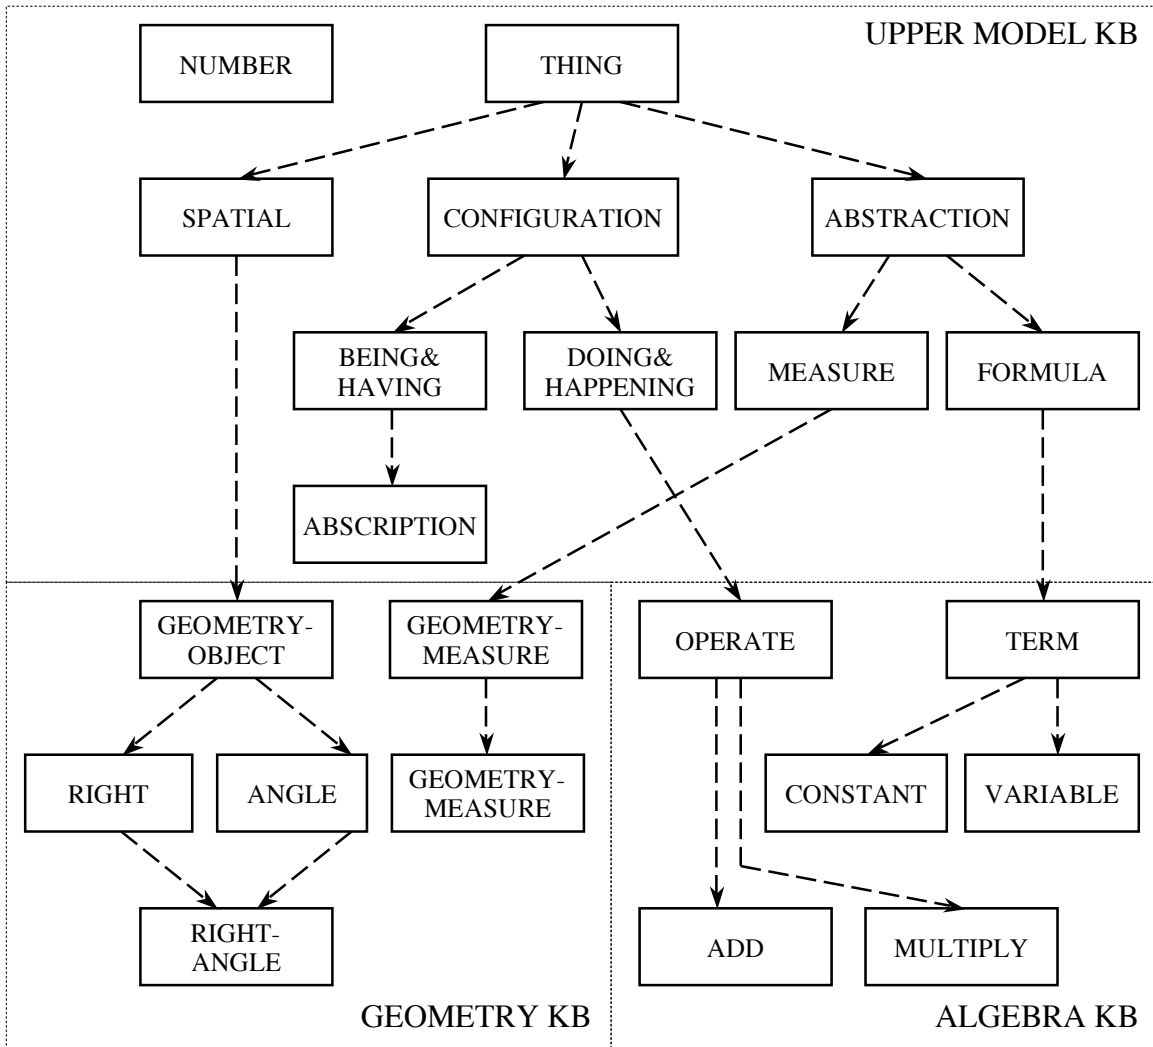 UPPER MODEL KB
NUMBER
THING
SPATIAL
CONFIGURATION
ABSTRACTION
BEING&
HAVING
DOING&
HAPPENING
MEASURE
FORMULA
ABSCRIPTION
GEOMETRY-
OBJECT
GEOMETRY-
MEASURE
OPERATE
TERM
RIGHT
ANGLE
GEOMETRY-
MEASURE
CONSTANT
VARIABLE
RIGHT-
ANGLE
ADD
MULTIPLY
GEOMETRY KB
ALGEBRA KB